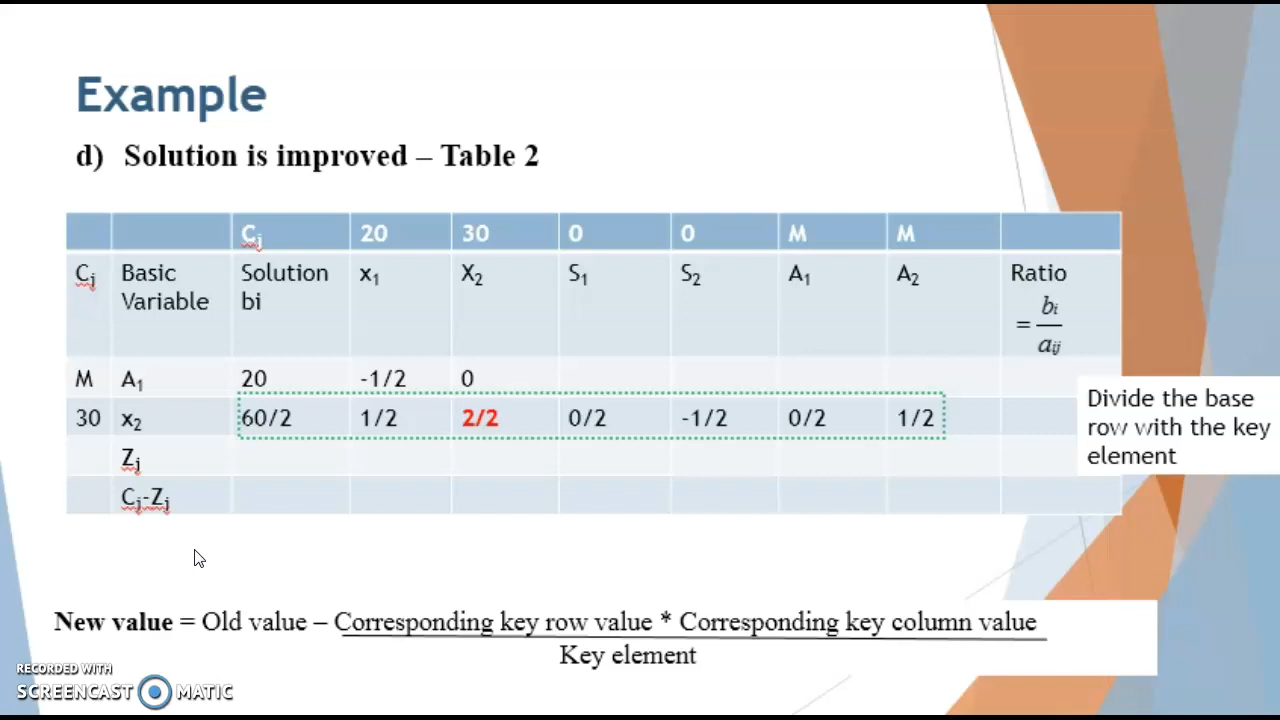 Example
d) Solution is improved – Table 2
Cj 20 30 0 0 M M
Cj Basic Variable Solution bi x1 X2 S1 S2 A1 A2 Ratio = bi/aij
M A1 20 -1/2 0
30 x2 60/2 1/2 2/2 0/2 -1/2 0/2 1/2
Zj
Cj-Zj
Divide the base
row with the key
element
New value = Old value – Corresponding key row value * Corresponding key column value
Key element
RECORDED WITH
SCREENCAST MATIC